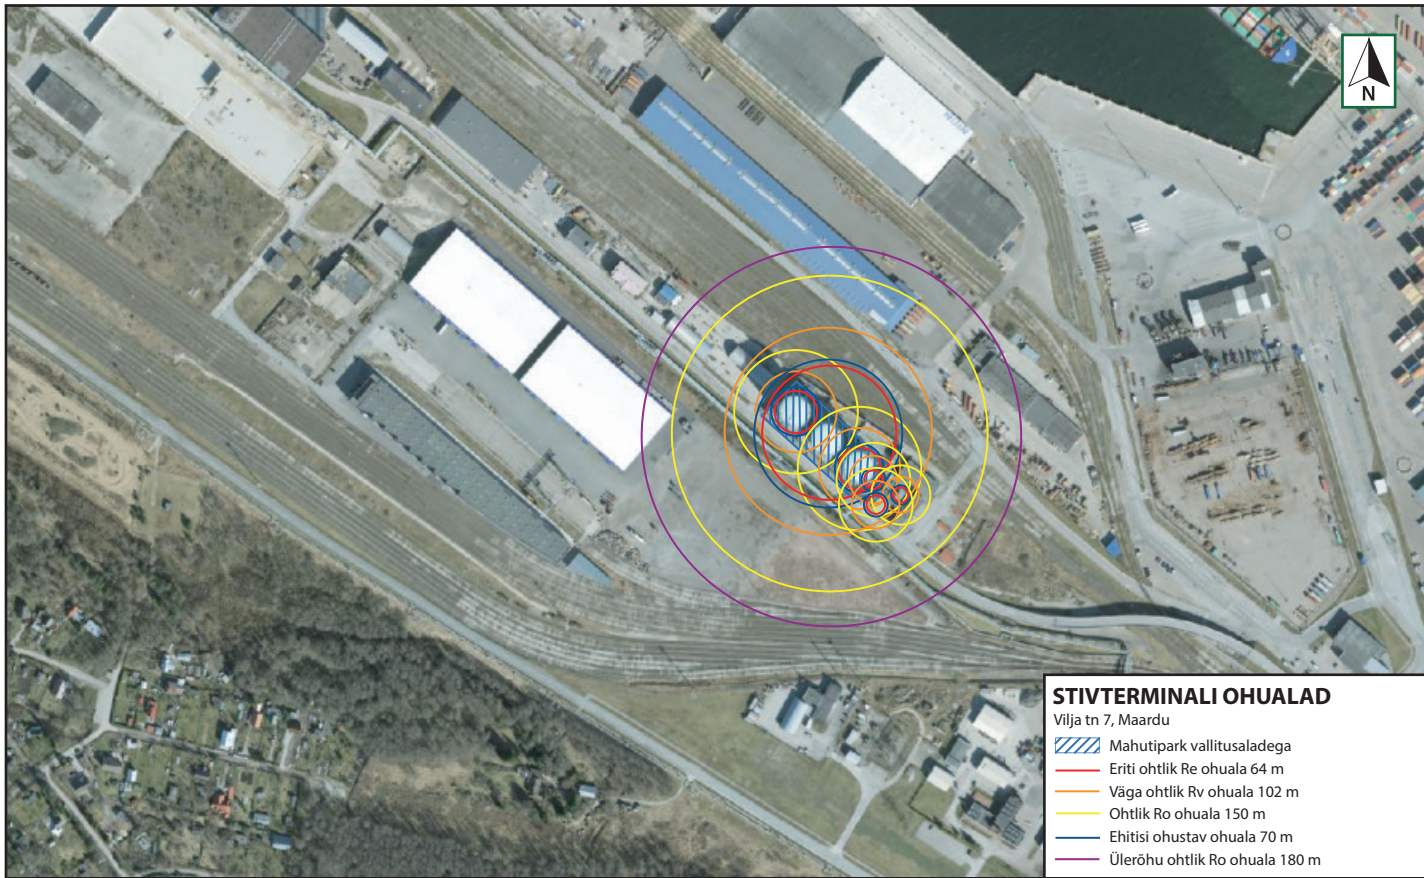 N
STIVTERMINALI OHUALAD
Vilja tn 7, Maardu
Mahutipark vallitusaladega
Eriti ohtlik Re ohuala 64 m
Väga ohtlik Rv ohuala 102 m
Ohtlik Ro ohuala 150 m
Ehitisi ohustav ohuala 70 m
Ülerõhu ohtlik Ro ohuala 180 m